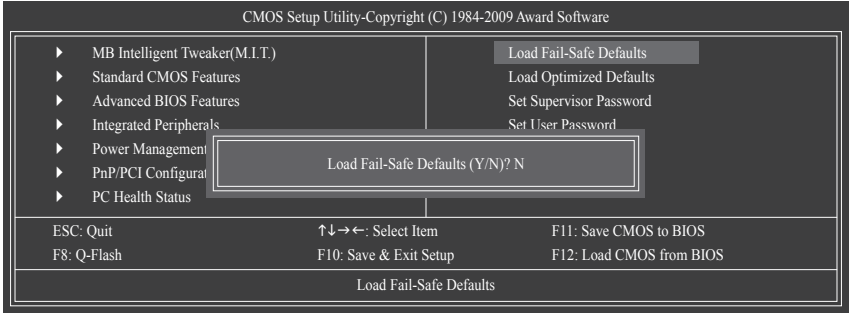 CMOS Setup Utility-Copyright (C) 1984-2009 Award Software
MB Intelligent Tweaker(M.I.T.)
Standard CMOS Features
Advanced BIOS Features
Integrated Peripherals
Power Management
PnP/PCI Configurat
PC Health Status
Load Fail-Safe Defaults
Load Optimized Defaults
Set Supervisor Password
Set User Password
Load Fail-Safe Defaults (Y/N)? N
ESC: Quit ↑↓→←: Select Item F11: Save CMOS to BIOS
F8: Q-Flash F10: Save & Exit Setup F12: Load CMOS from BIOS
Load Fail-Safe Defaults